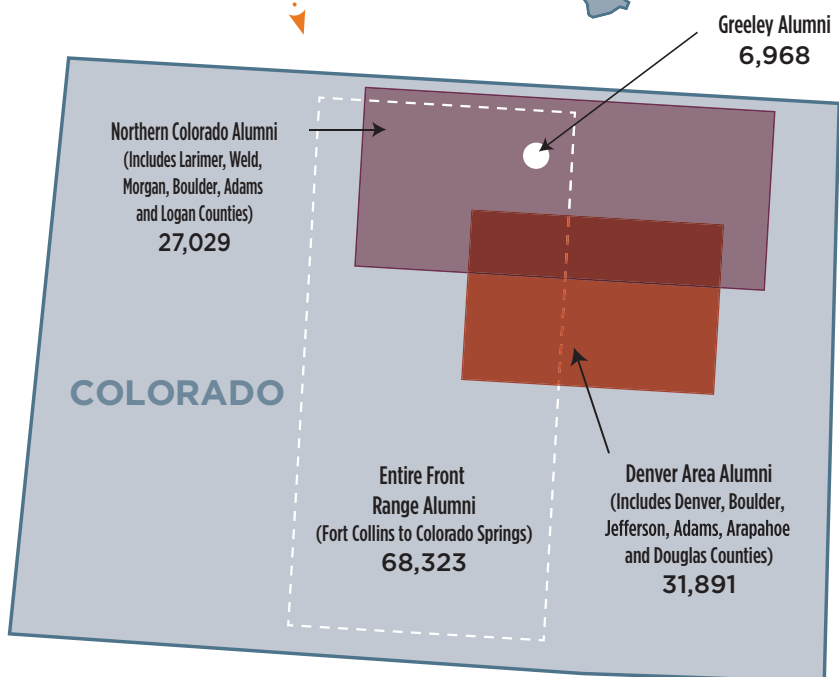 Greeley Alumni
6,968
Northern Colorado Alumni
(Includes Larimer, Weld,
Morgan, Boulder, Adams
and Logan Counties)
27,029
COLORADO
Entire Front
Range Alumni
(Fort Collins to Colorado Springs)
68,323
Denver Area Alumni
(Includes Denver, Boulder,
Jefferson, Adams, Arapahoe
and Douglas Counties)
31,891